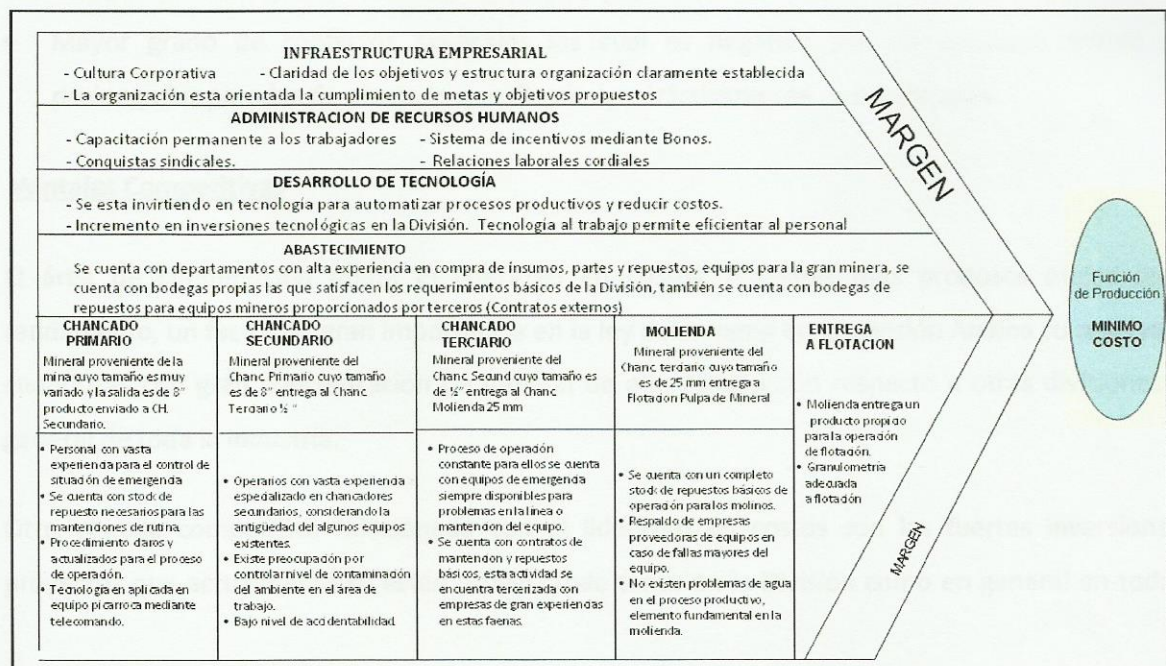 INFRAESTRUCTURA EMPRESARIAL
- Cultura Corporativa - Claridad de los objetivos y estructura organización claramente establecida
- La organización esta orientada la cumplimiento de metas y objetivos propuestos
ADMINISTRACION DE RECURSOS HUMANOS
- Capacitación permanente a los trabajadores - Sistema de incentivos mediante Bonos.
- Conquistas sindicales. - Relaciones laborales cordiales
DESARROLLO DE TECNOLOGÍA
- Se esta invirtiendo en tecnología para automatizar procesos productivos y reducir costos.
- Incremento en inversiones tecnológicas en la División. Tecnología al trabajo permite eficientar al personal
ABASTECIMIENTO
Se cuenta con departamentos con alta experiencia en compra de insumos, partes y repuestos, equipos para la gran minera, se
cuenta con bodegas propias las que satisfacen los requerimientos básicos de la División, también se cuenta con bodegas de
repuestos para equipos mineros proporcionados por terceros (Contratos externos)
CHANCADO
PRIMARIO
Mineral proveniente de la
mina cuyo tamaño es muy
variado y la salida es de 8"
producto enviado a CH.
Secundario.
• Personal con vasta
experiencia para el control de
situación de emergencia
• Se cuenta con stock de
repuesto necesarios para las
mantenciones de rutina.
• Procedimiento claros y
actualizados para el proceso
de operación.
• Tecnología en aplicada en
equipo picarroca mediante
telecomando.
CHANCADO
SECUNDARIO
Mineral proveniente del
Chanc. Primario cuyo tamaño
es de 8" entrega al Chanc.
Terciario ½ "
• Operarios con vasta experiencia
especializado en chancadores
secundarios, considerando la
antigüedad del algunos equipos
existentes.
• Existe preocupación por
controlar nivel de contaminación
del ambiente en el área de
trabajo.
• Bajo nivel de accidentabilidad.
CHANCADO
TERCIARIO
Mineral proveniente del
Chanc. Secund cuyo tamaño
es de ½" entrega al Chanc.
Molienda 25 mm
• Proceso de operación
constante para ellos se cuenta
con equipos de emergencia
siempre disponibles para
problemas en la línea o
mantencion del equipo.
• Se cuenta con contratos de
mantencion y repuestos
básicos, esta actividad se
encuentra tercerizada con
empresas de gran experiencias
en estas faenas.
MOLIENDA
Mineral proveniente del
Chanc. terciario cuyo tamaño
es de 25 mm entrega a
Flotacion Pulpa de Mineral
• Se cuenta con un completo
stock de repuestos básicos de
operación para los molinos.
• Respaldo de empresas
proveedoras de equipos en
caso de fallas mayores del
equipo.
• No existen problemas de agua
en el proceso productivo,
elemento fundamental en la
molienda.
ENTREGA
A FLOTACION
• Molienda entrega un
producto propicio
para la operación
de flotación.
• Granulometría
adecuada
a flotación
MARGEN
MARGEN
Función
de Producción
MINIMO
COSTO